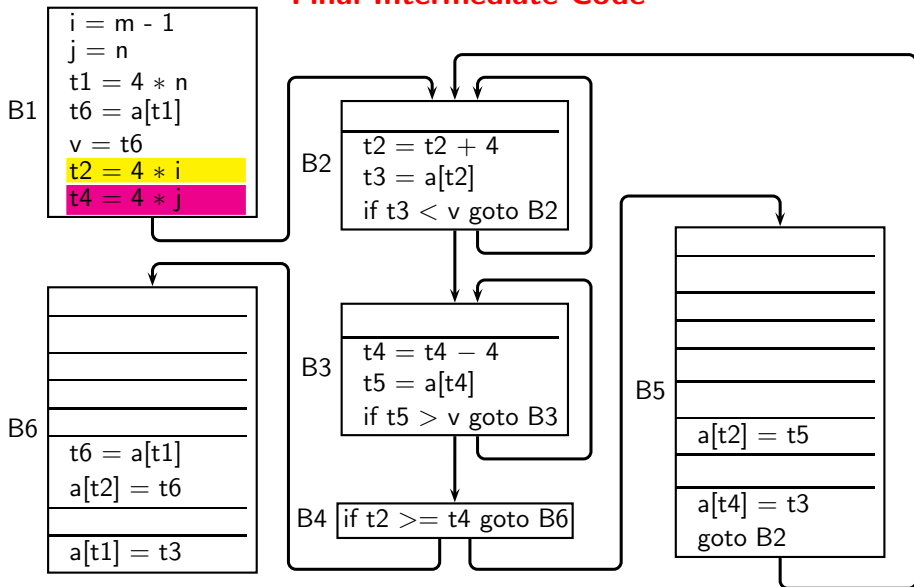 Final Intermediate Code
B1
i = m - 1
j = n
t1 = 4 ∗ n
t6 = a[t1]
v = t6
t2 = 4 ∗ i
t4 = 4 ∗ j
B2
t2 = t2 + 4
t3 = a[t2]
if t3 < v goto B2
B3
t4 = t4 − 4
t5 = a[t4]
if t5 > v goto B3
B4
if t2 >= t4 goto B6
B5
a[t2] = t5
a[t4] = t3
goto B2
B6
t6 = a[t1]
a[t2] = t6
a[t1] = t3